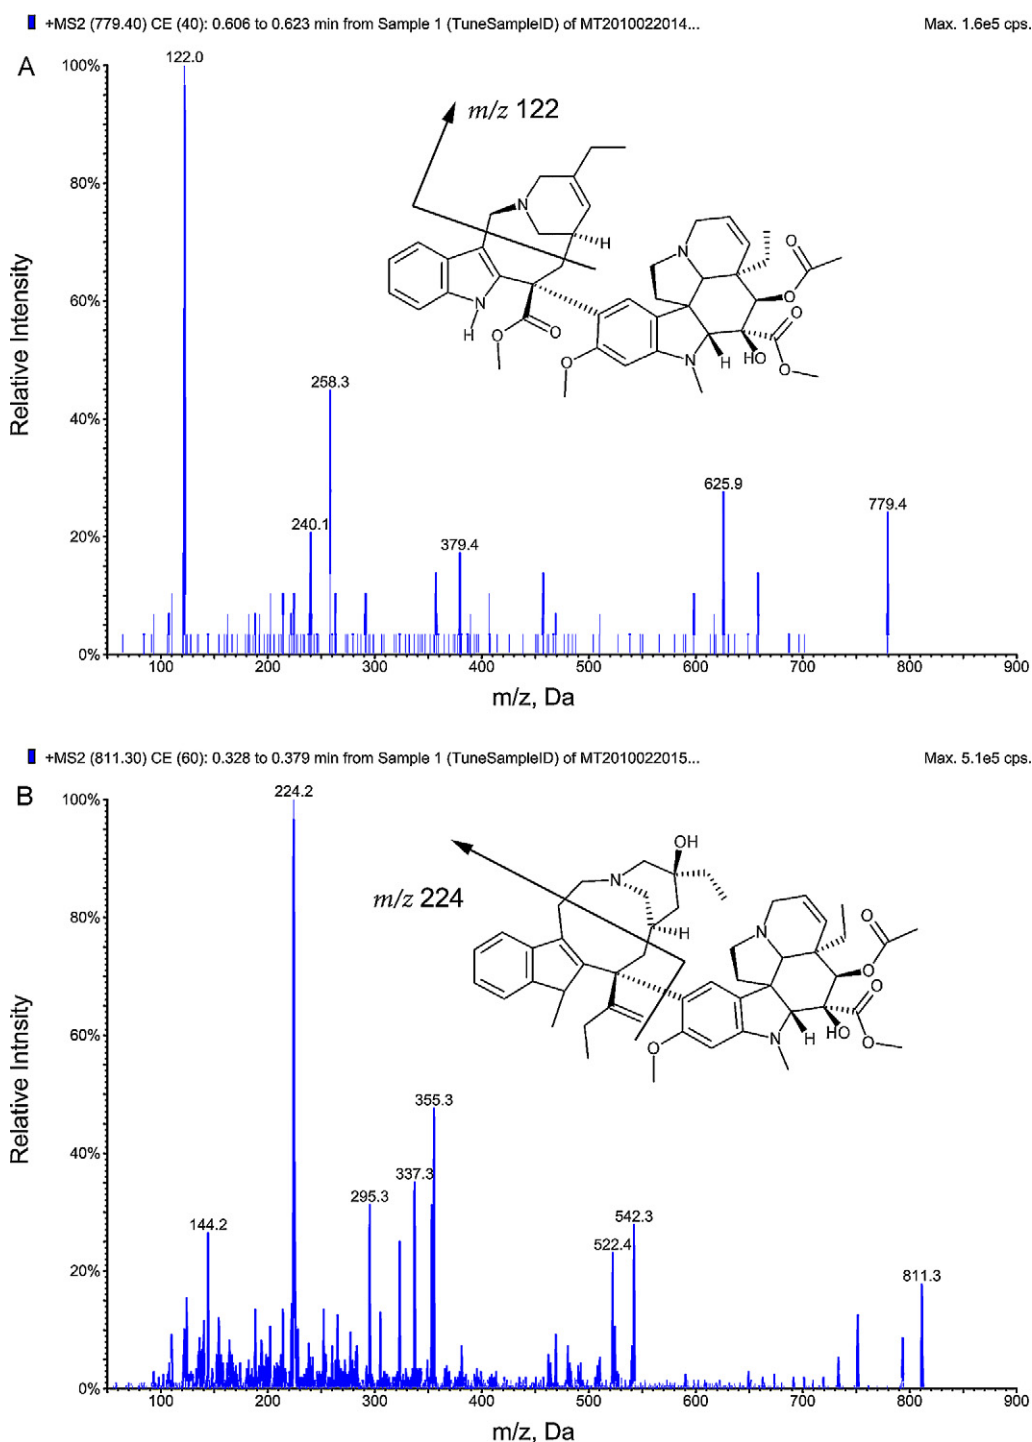 +MS2 (779.40) CE (40): 0.606 to 0.623 min from Sample 1 (TuneSampleID) of MT2010022014...
Max. 1.6e5 cps.
A
100%
80%
60%
40%
20%
0%
Relative Intensity
122.0
m/z 122
258.3
240.1
379.4
625.9
779.4
N
H
N
H
O
O
O
N
N
H
HO
O
O
O
O
100 200 300 400 500 600 700 800 900
m/z, Da
+MS2 (811.30) CE (60): 0.328 to 0.379 min from Sample 1 (TuneSampleID) of MT2010022015...
Max. 5.1e5 cps.
B
100%
80%
60%
40%
20%
0%
Relative Intnsity
224.2
m/z 224
144.2
295.3
337.3
355.3
522.4
542.3
811.3
OH
N
H
O
N
N
H
HO
O
O
O
O
100 200 300 400 500 600 700 800 900
m/z, Da